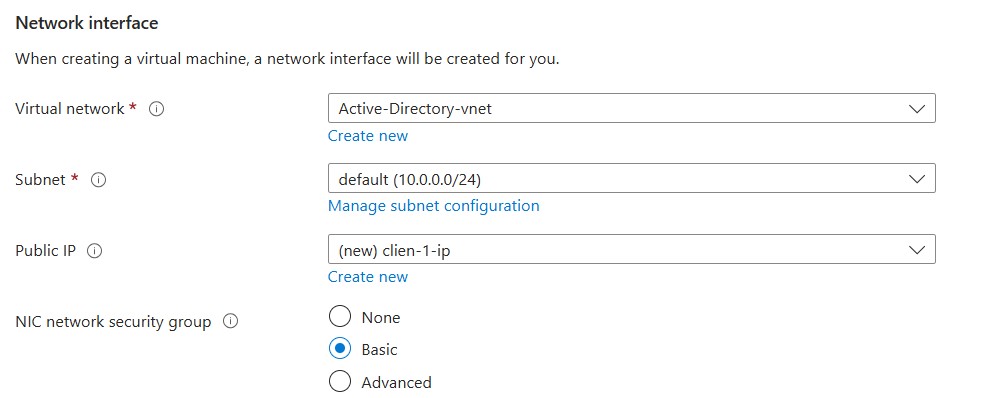 Network interface
When creating a virtual machine, a network interface will be created for you.
Virtual network *
Active-Directory-vnet
Create new
Subnet *
default (10.0.0.0/24)
Manage subnet configuration
Public IP
(new) clien-1-ip
Create new
NIC network security group
None
Basic
Advanced